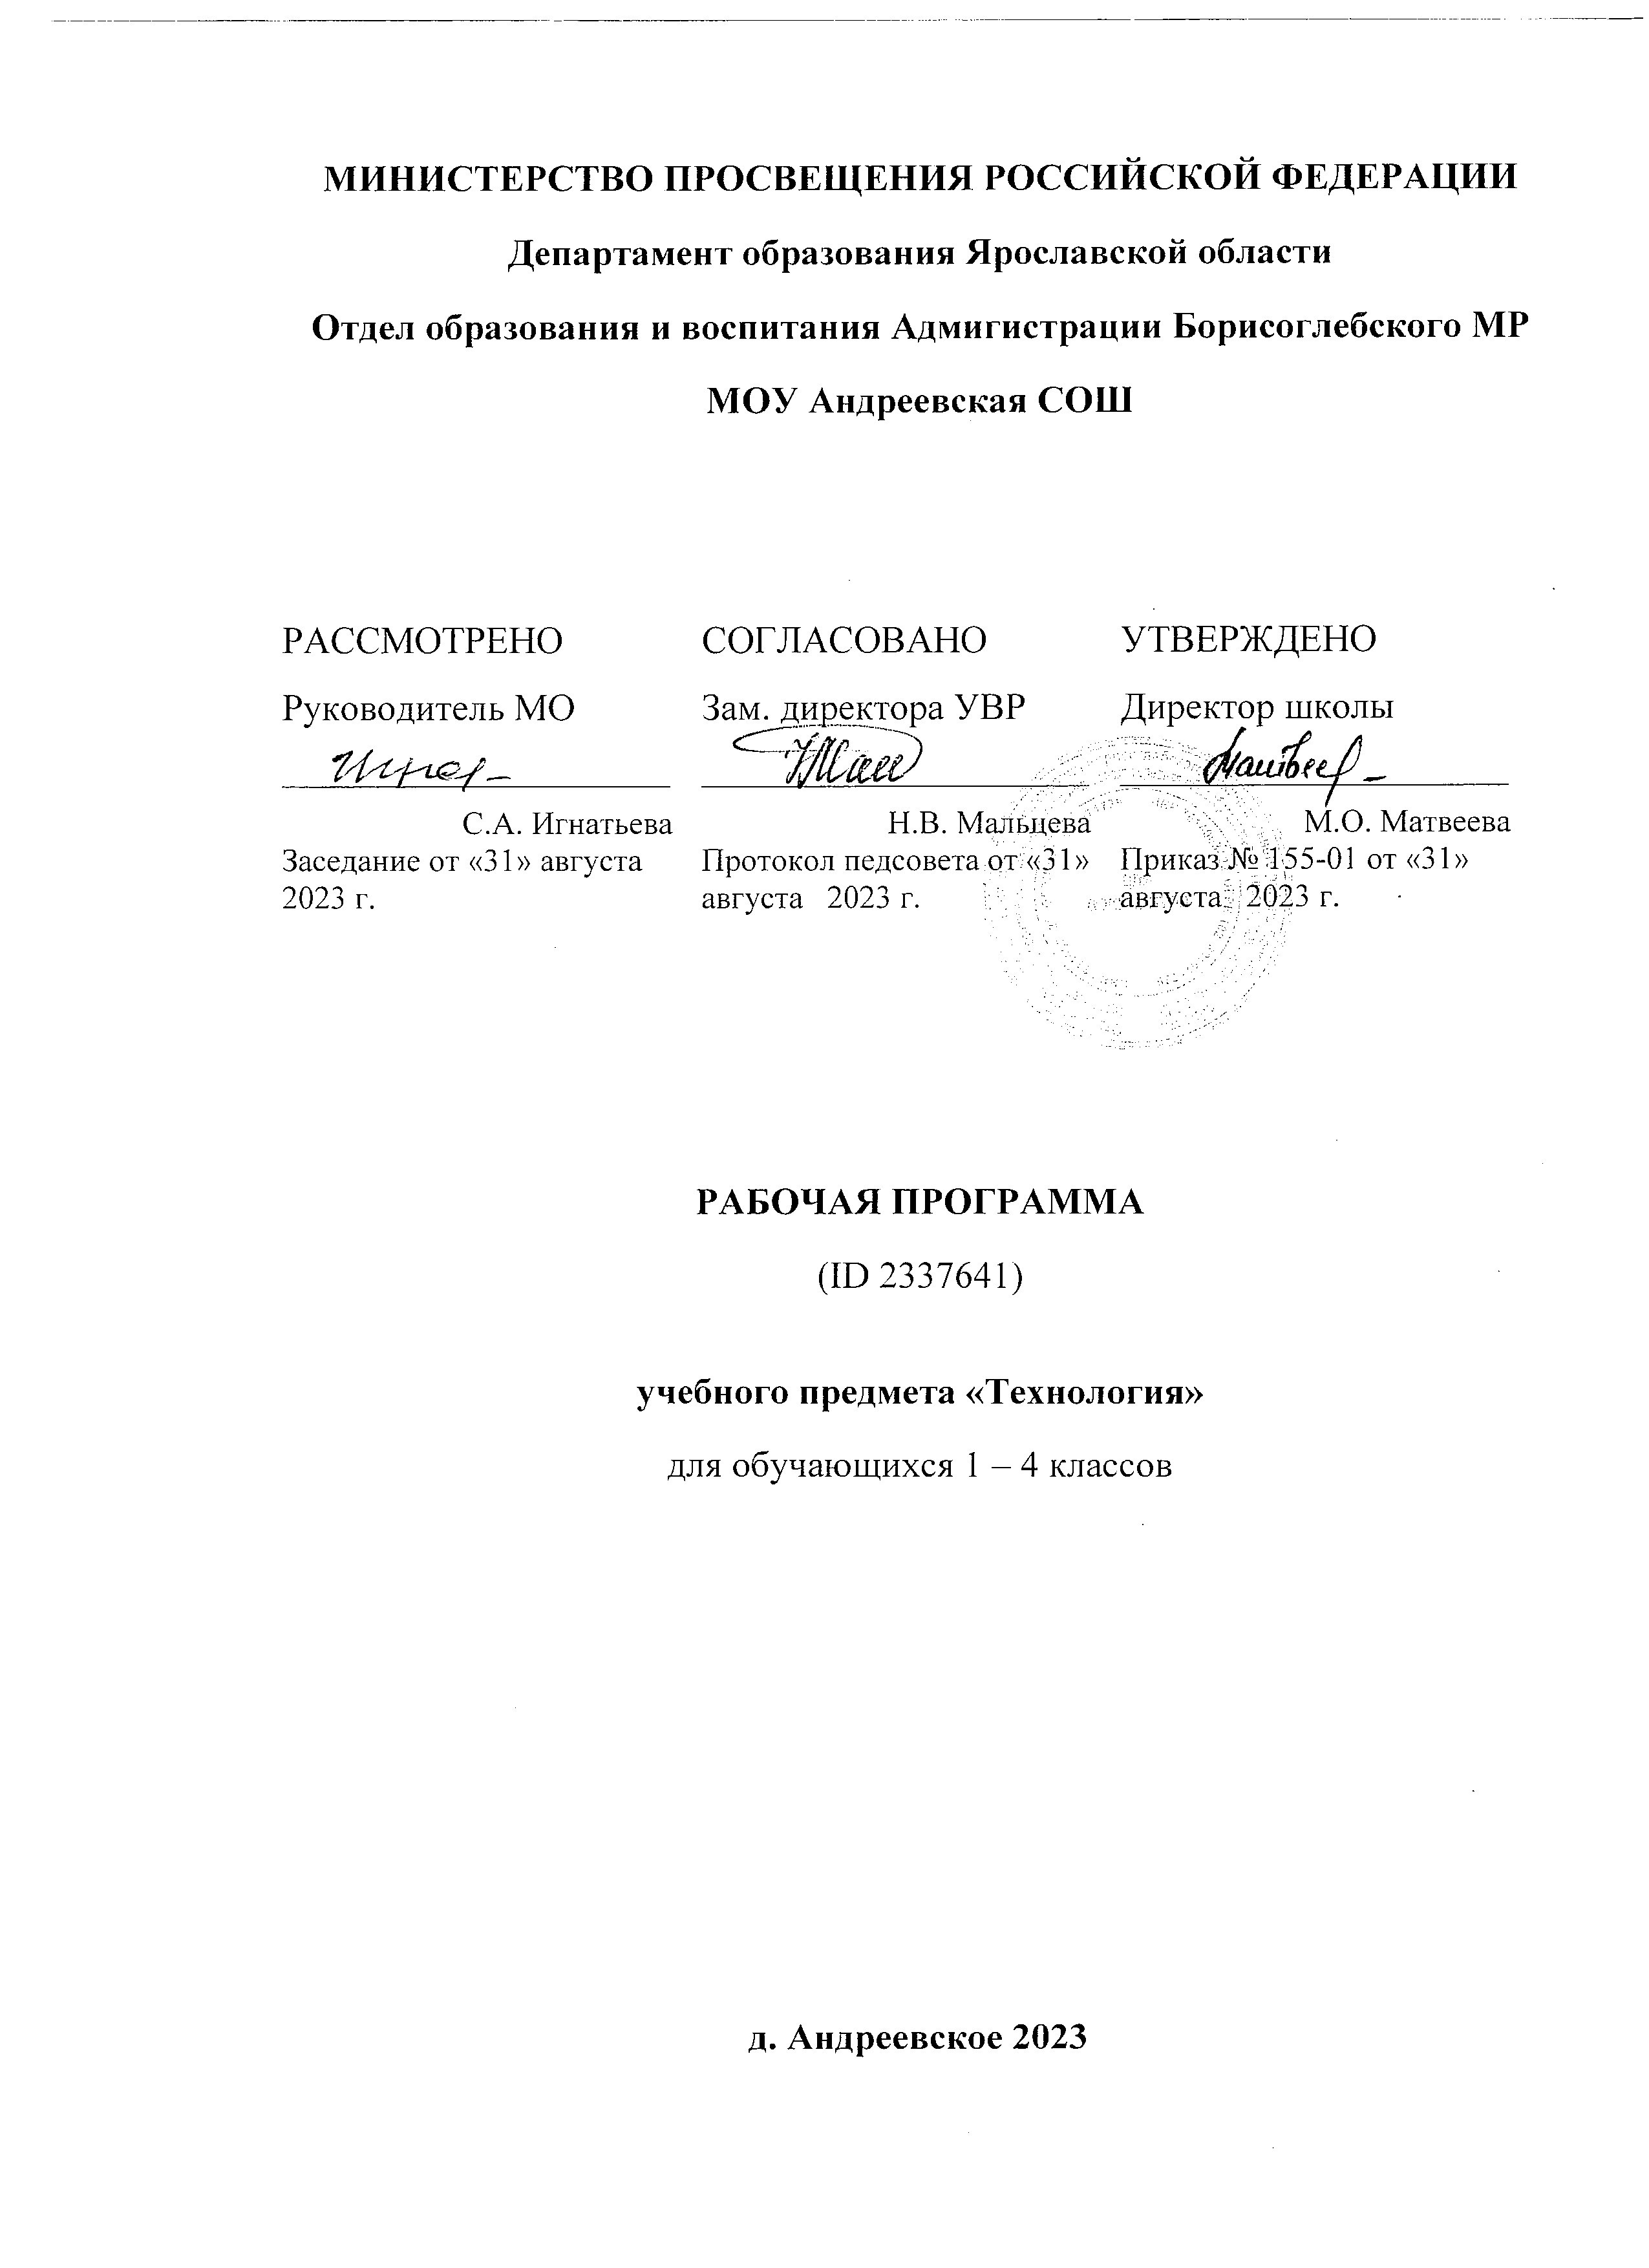 МИНИСТЕРСТВО ПРОСВЕЩЕНИЯ РОССИЙСКОЙ ФЕДЕРАЦИИ
Департамент образования Ярославской области
Отдел образования и воспитания Адмигистрации Борисоглебского МР
МОУ Андреевская СОШ
РАССМОТРЕНО
Руководитель МО
С.А. Игнатьева
Заседание от «31» августа
2023 г.
СОГЛАСОВАНО
Зам. директора УВР
Н.В. Мальцева
Протокол педсовета от «31»
августа 2023 г.
УТВЕРЖДЕНО
Директор школы
М.О. Матвеева
Приказ № 155-01 от «31»
августа 2023 г.
РАБОЧАЯ ПРОГРАММА
(ID 2337641)
учебного предмета «Технология»
для обучающихся 1 – 4 классов
д. Андреевское 2023